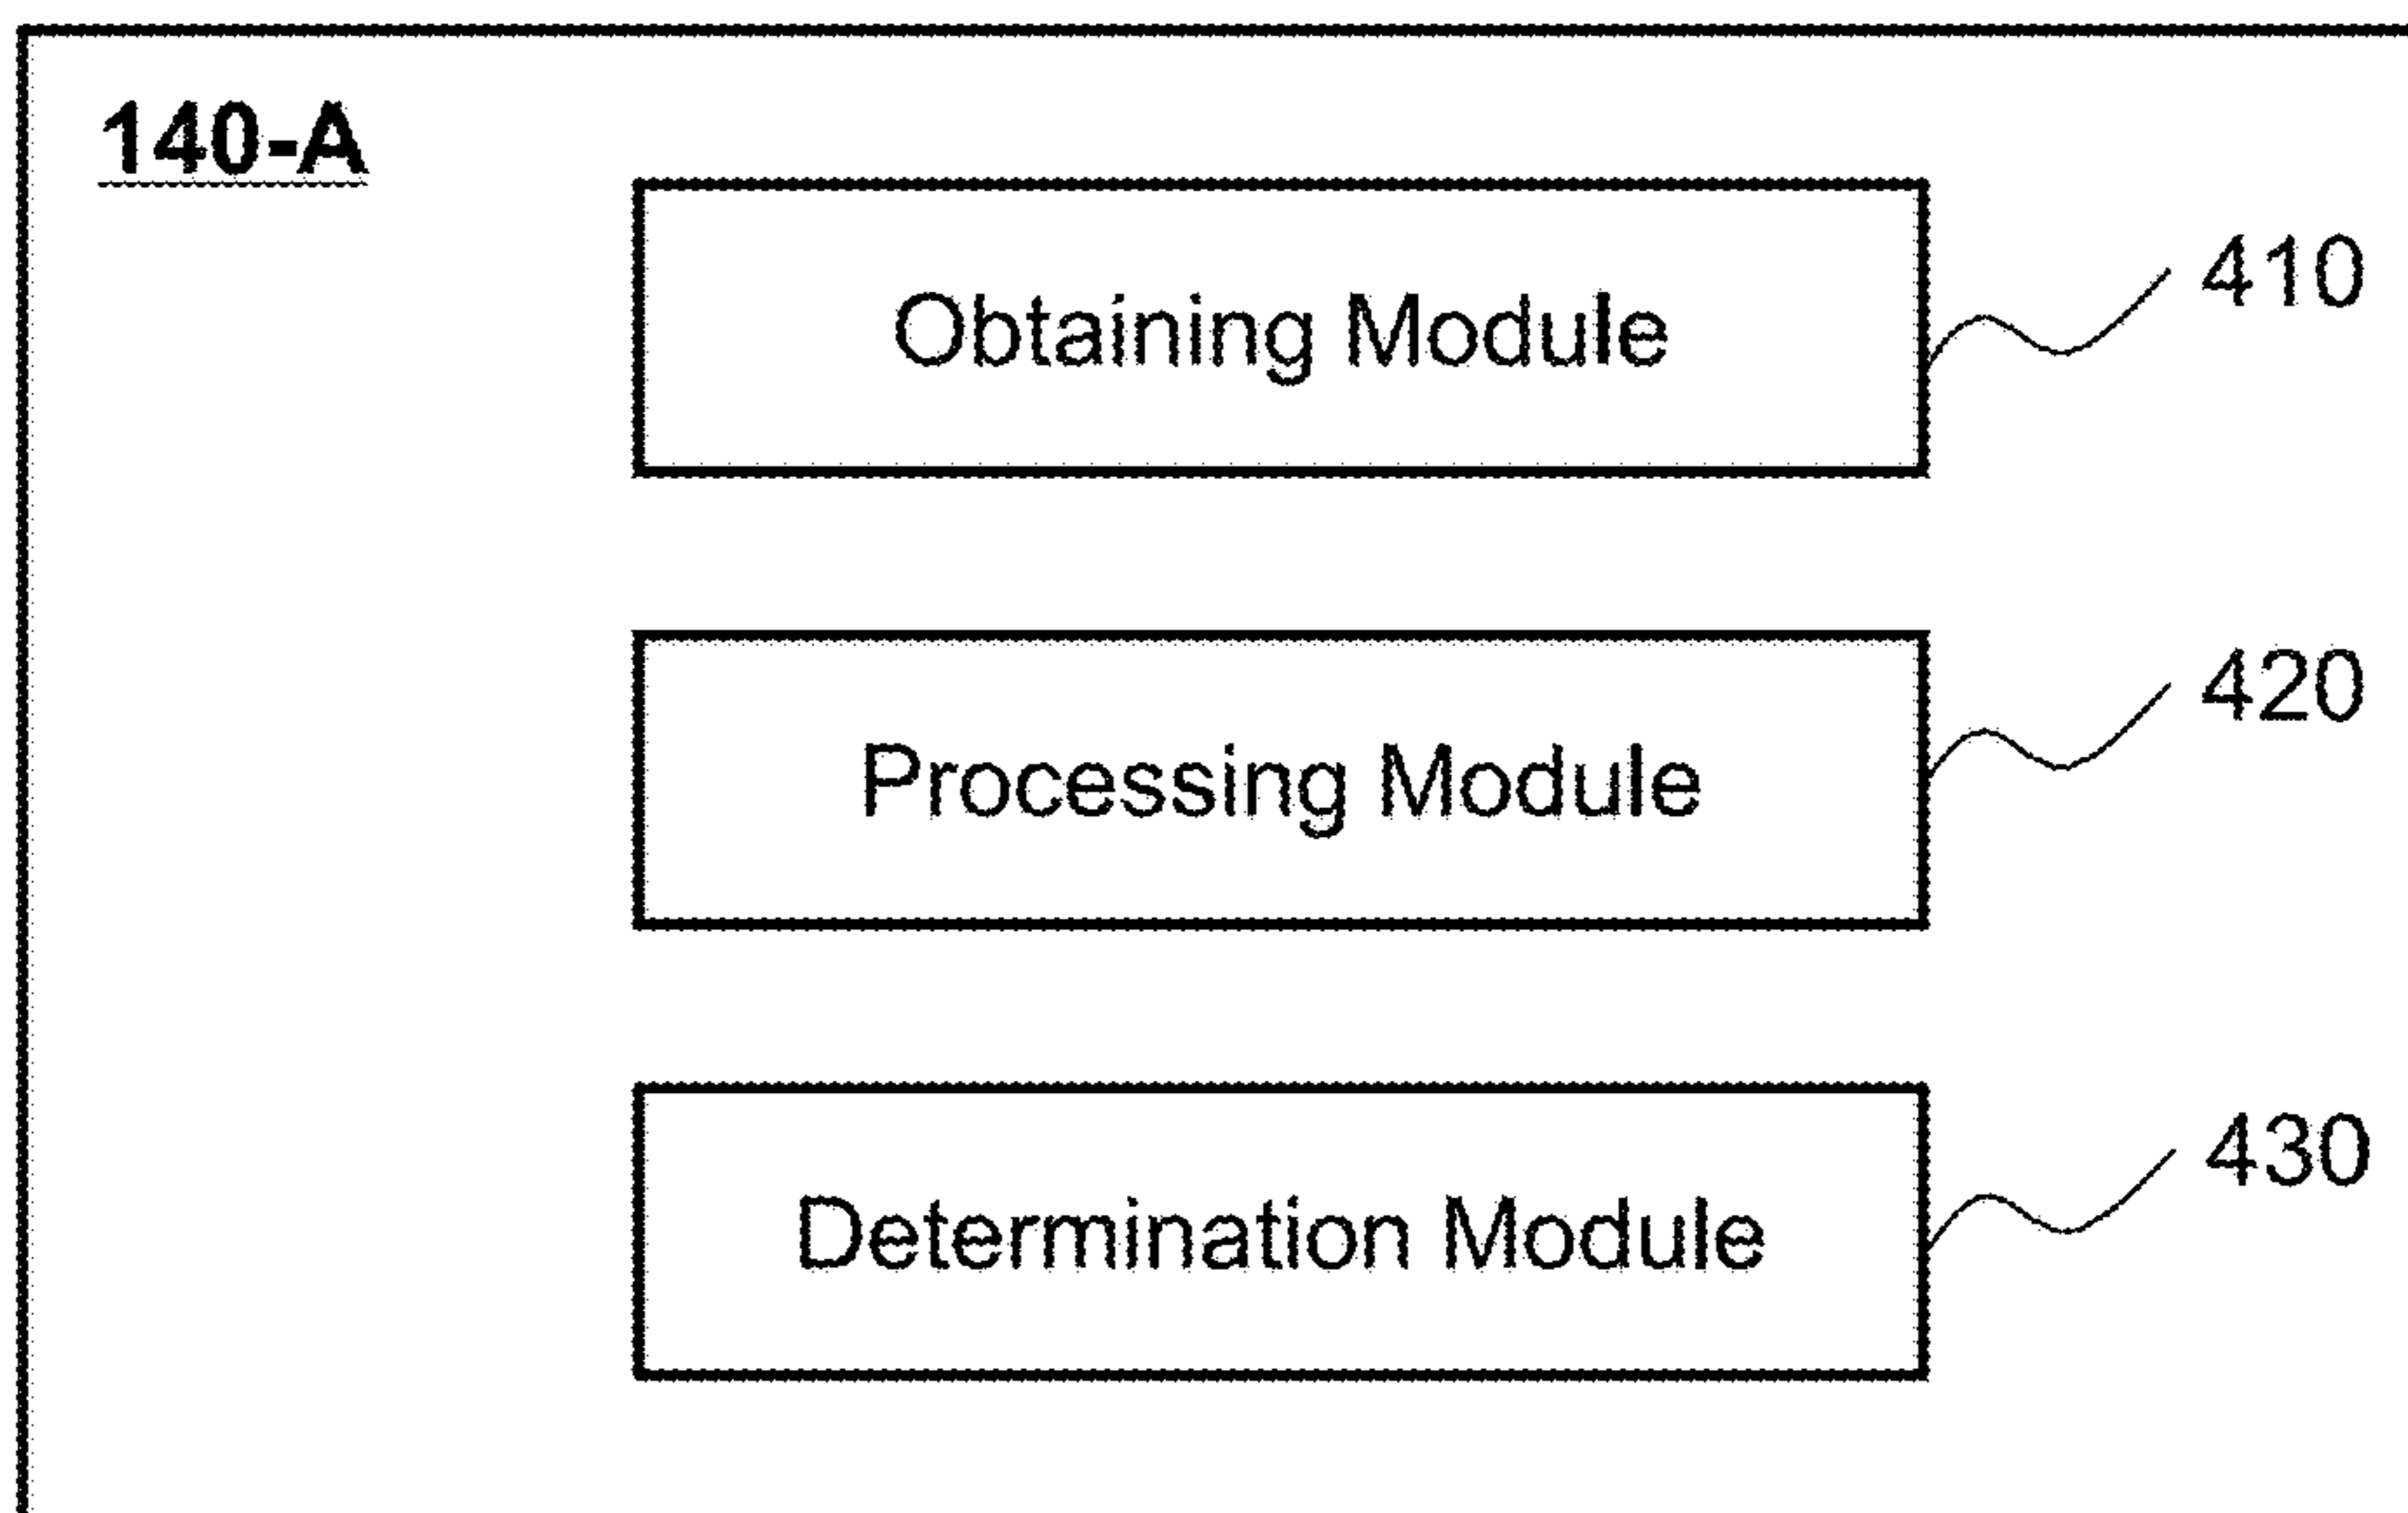 140-A
Obtaining Module
410
Processing Module
420
Determination Module
430